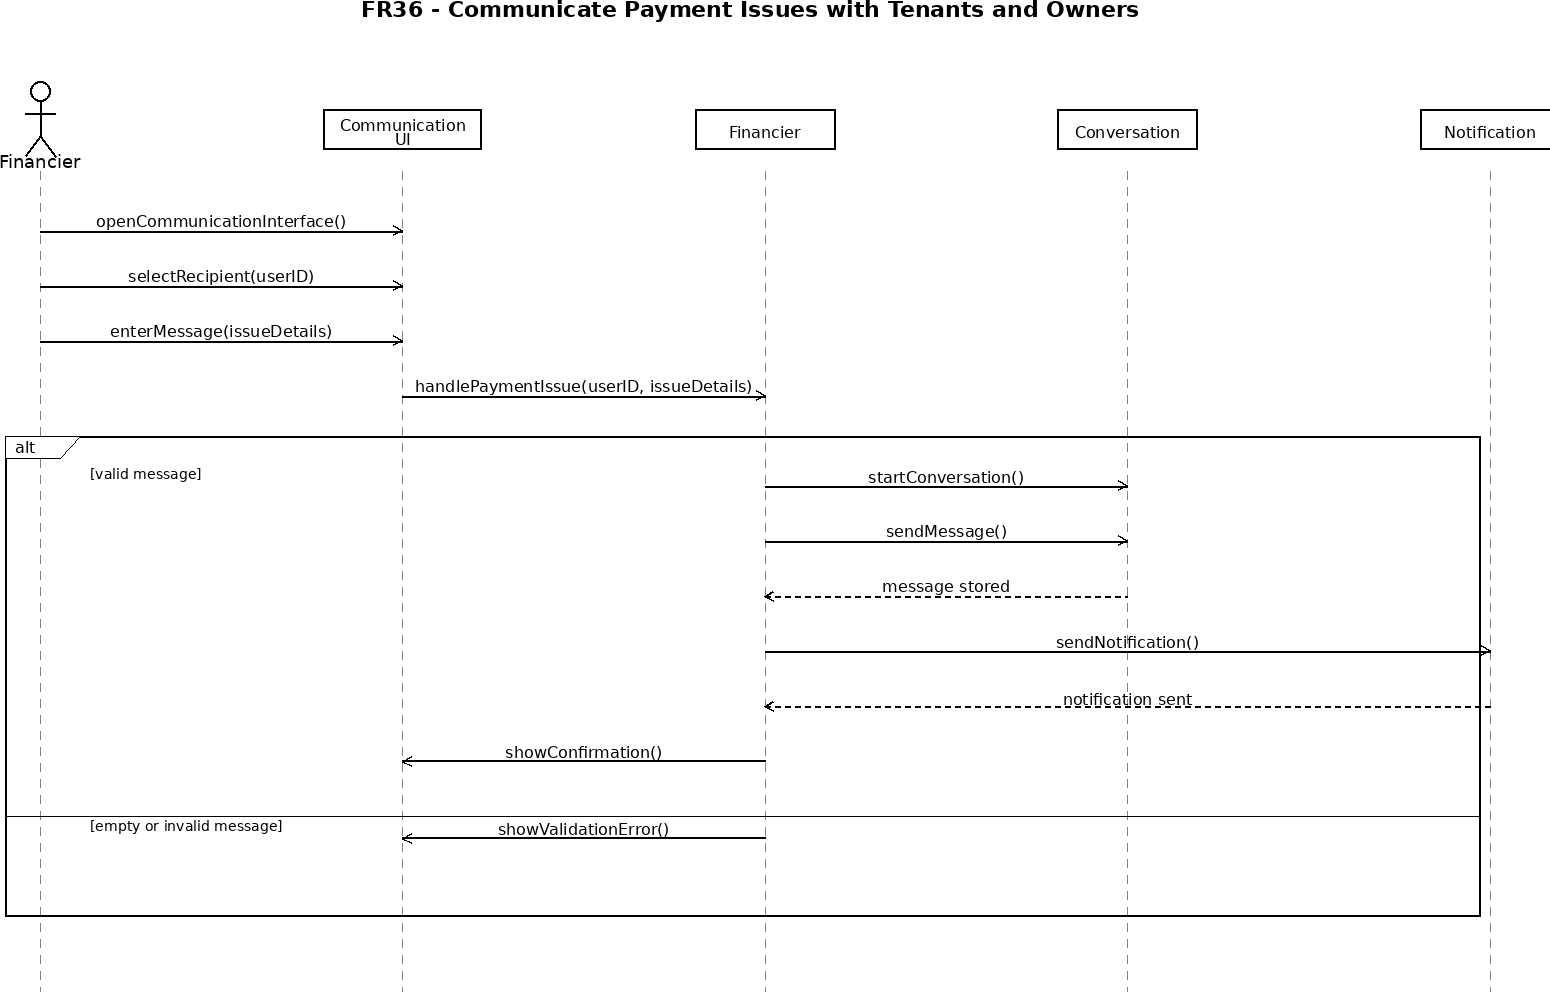 FR36 - Communicate Payment Issues with Tenants and Owners
Financier
Communication
UI
Financier
Conversation
Notification
openCommunicationInterface()
selectRecipient(userID)
enterMessage(issueDetails)
handlePaymentIssue(userID, issueDetails)
alt
[valid message]
startConversation()
sendMessage()
message stored
sendNotification()
notification sent
showConfirmation()
[empty or invalid message]
showValidationError()